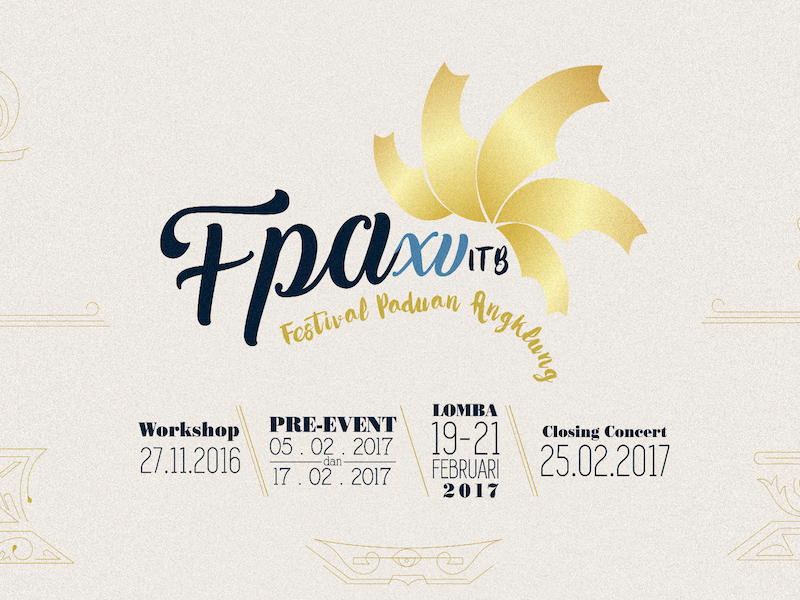 Fpa xv ITB
Festival Paduan Angklung
Workshop
27.11.2016
PRE-EVENT
05 . 02 . 2017
dan
17 . 02 . 2017
LOMBA
19-21
FEBRUARI
2017
Closing Concert
25.02.2017